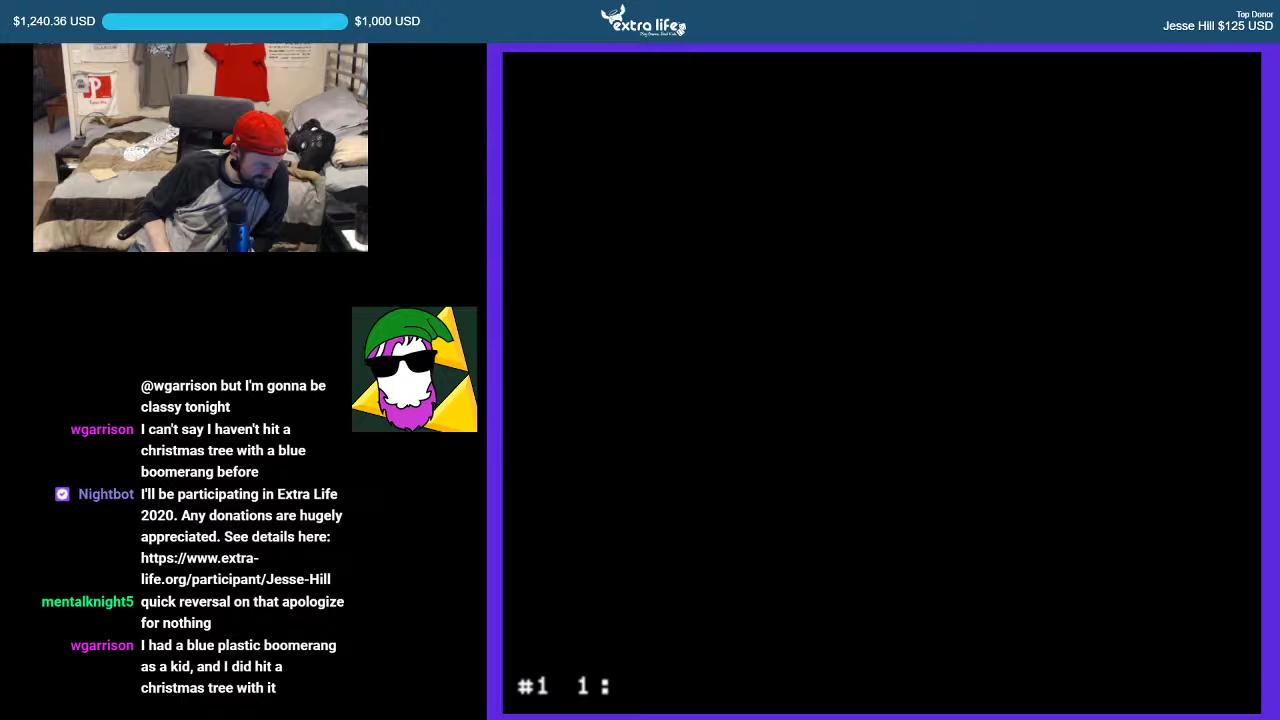 $1,240.36 USD $1,000 USD
extra life
Top Donor
Jesse Hill $125 USD
@wgarrison but I'm gonna be
classy tonight
wgarrison I can't say I haven't hit a
christmas tree with a blue
boomerang before
Nightbot I'll be participating in Extra Life
2020. Any donations are hugely
appreciated. See details here:
https://www.extra-
life.org/participant/Jesse-Hill
mentalknight5 quick reversal on that apologize
for nothing
wgarrison I had a blue plastic boomerang
as a kid, and I did hit a
christmas tree with it
#1 1: